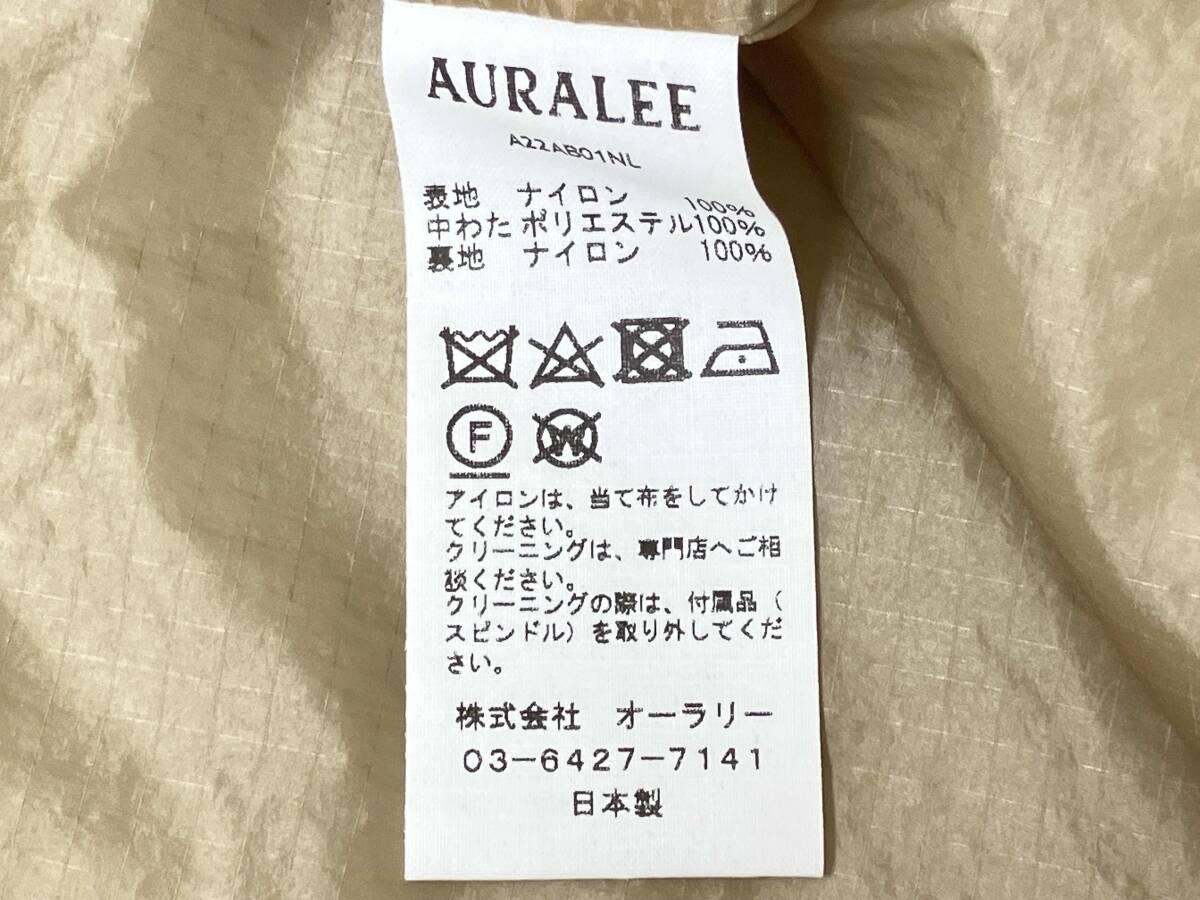 AURALEE
A22AB01NL
表地 ナイロン 100%
中わた ポリエステル100%
裏地 ナイロン 100%
F
W
アイロンは、当て布をしてかけ
てください。
クリーニングは、専門店へご相
談ください。
クリーニングの際は、付属品(
スピンドル)を取り外してくだ
さい。
株式会社 オーラリー
03-6427-7141
日本製